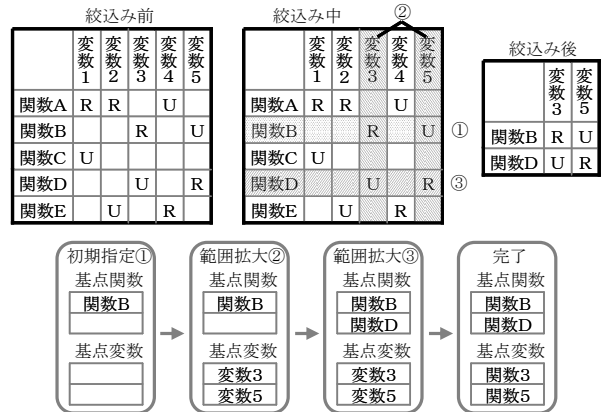 絞込み前
変数1 変数2 変数3 変数4 変数5
関数A R R U
関数B R U
関数C U
関数D U R
関数E U R
絞込み中
②
変数1 変数2 変数3 変数4 変数5
関数A R R U
関数B R U ①
関数C U
関数D U R ③
関数E U R
絞込み後
変数3 変数5
関数B R U
関数D U R
初期指定①
基点関数
関数B
基点変数
範囲拡大②
基点関数
関数B
基点変数
変数3
変数5
範囲拡大③
基点関数
関数B
関数D
基点変数
変数3
変数5
完了
基点関数
関数B
関数D
基点変数
関数3
関数5